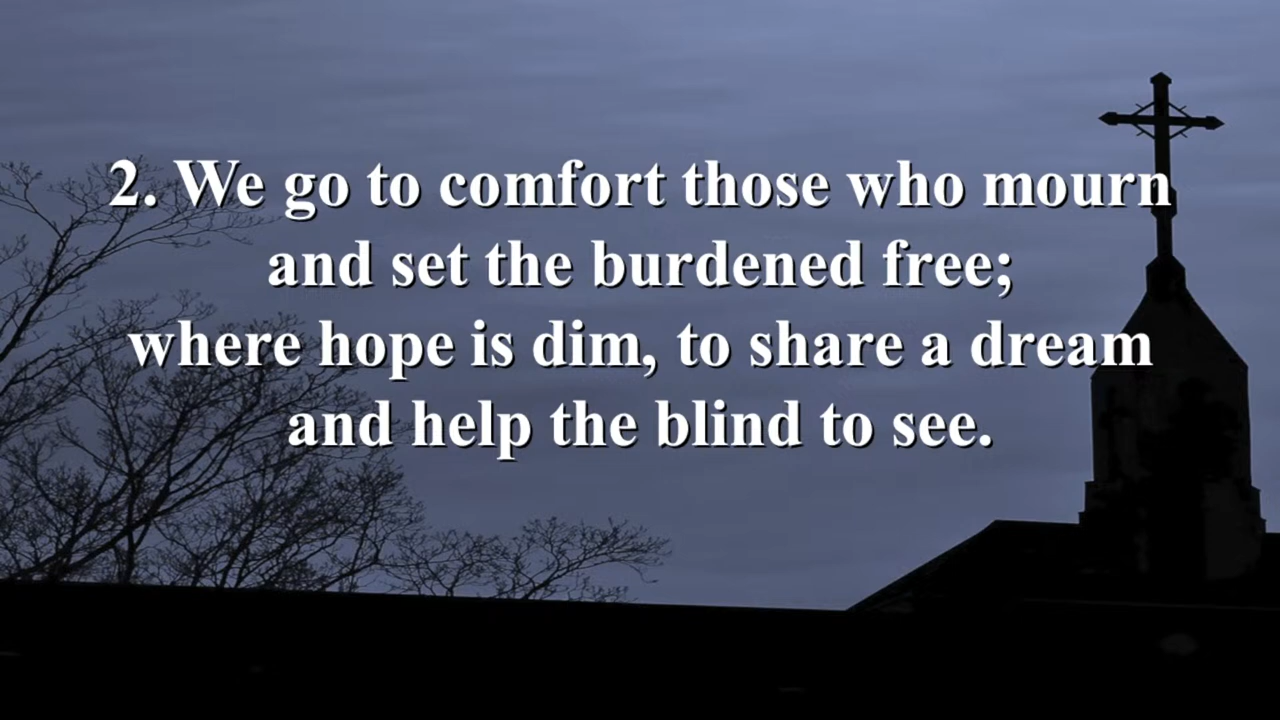 2. We go to comfort those who mourn
and set the burdened free;
where hope is dim, to share a dream
and help the blind to see.